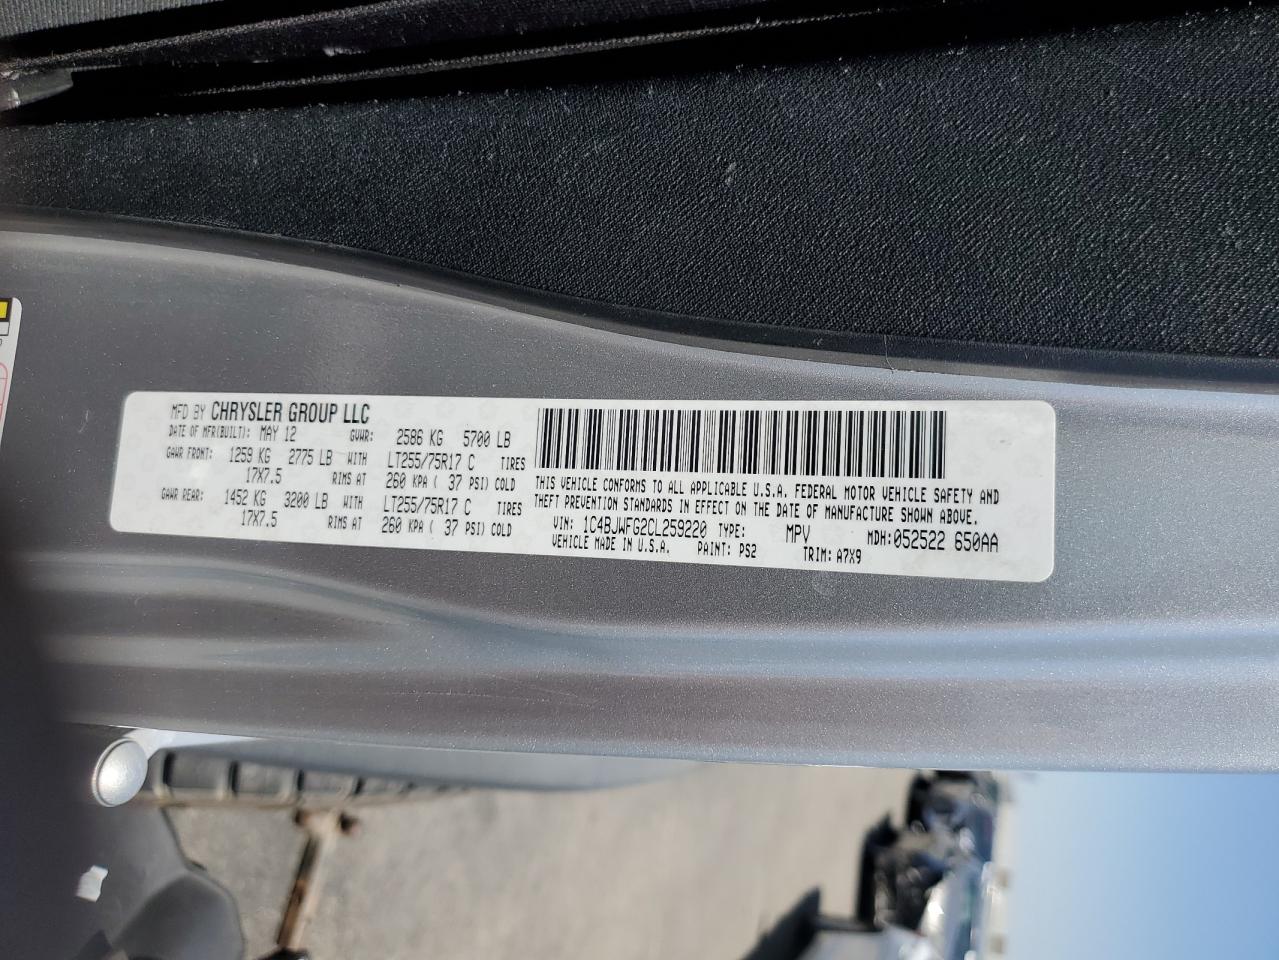 MFD BY CHRYSLER GROUP LLC
DATE OF MFR(BUILT): MAY 12 GVWR: 2586 KG 5700 LB
GAWR FRONT: 1259 KG 2775 LB WITH LT255/75R17 C TIRES
17X7.5 RIMS AT 260 KPA ( 37 PSI) COLD
GAWR REAR: 1452 KG 3200 LB WITH LT255/75R17 C TIRES
17X7.5 RIMS AT 260 KPA ( 37 PSI) COLD
THIS VEHICLE CONFORMS TO ALL APPLICABLE U.S.A. FEDERAL MOTOR VEHICLE SAFETY AND
THEFT PREVENTION STANDARDS IN EFFECT ON THE DATE OF MANUFACTURE SHOWN ABOVE.
VIN: 1C4BJWFG2CL259220 TYPE: MPV MDH: 052522 650AA
VEHICLE MADE IN U.S.A. PAINT: PS2 TRIM: A7X9